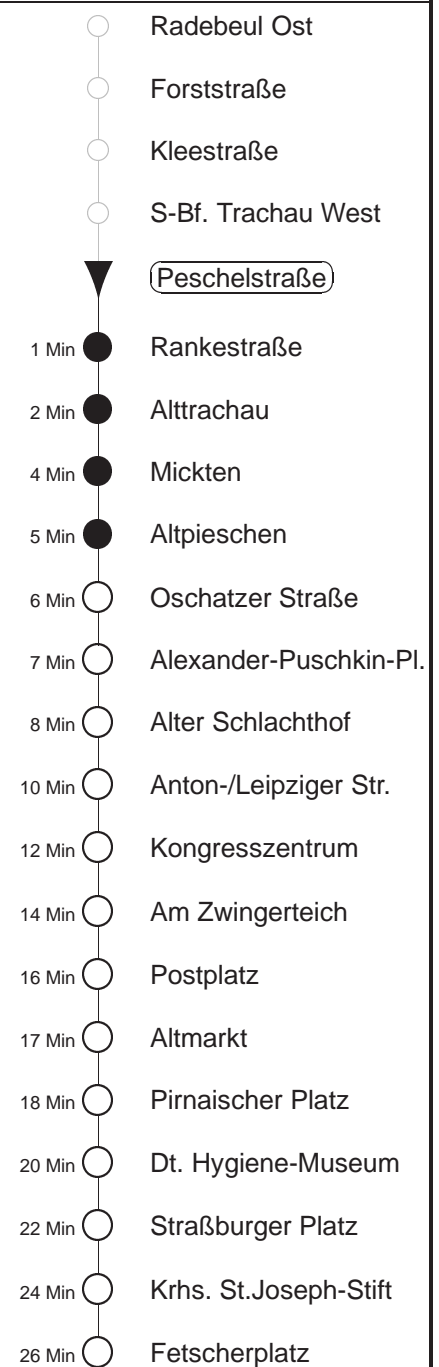 Radebeul Ost
Forststraße
Kleestraße
S-Bf. Trachau West
Peschelstraße
1 Min Rankestraße
2 Min Alttrachau
4 Min Mickten
5 Min Altpieschen
6 Min Oschatzer Straße
7 Min Alexander-Puschkin-Pl.
8 Min Alter Schlachthof
10 Min Anton-/Leipziger Str.
12 Min Kongresszentrum
14 Min Am Zwingerteich
16 Min Postplatz
17 Min Altmarkt
18 Min Pirnaischer Platz
20 Min Dt. Hygiene-Museum
22 Min Straßburger Platz
24 Min Krhs. St.Joseph-Stift
26 Min Fetscherplatz